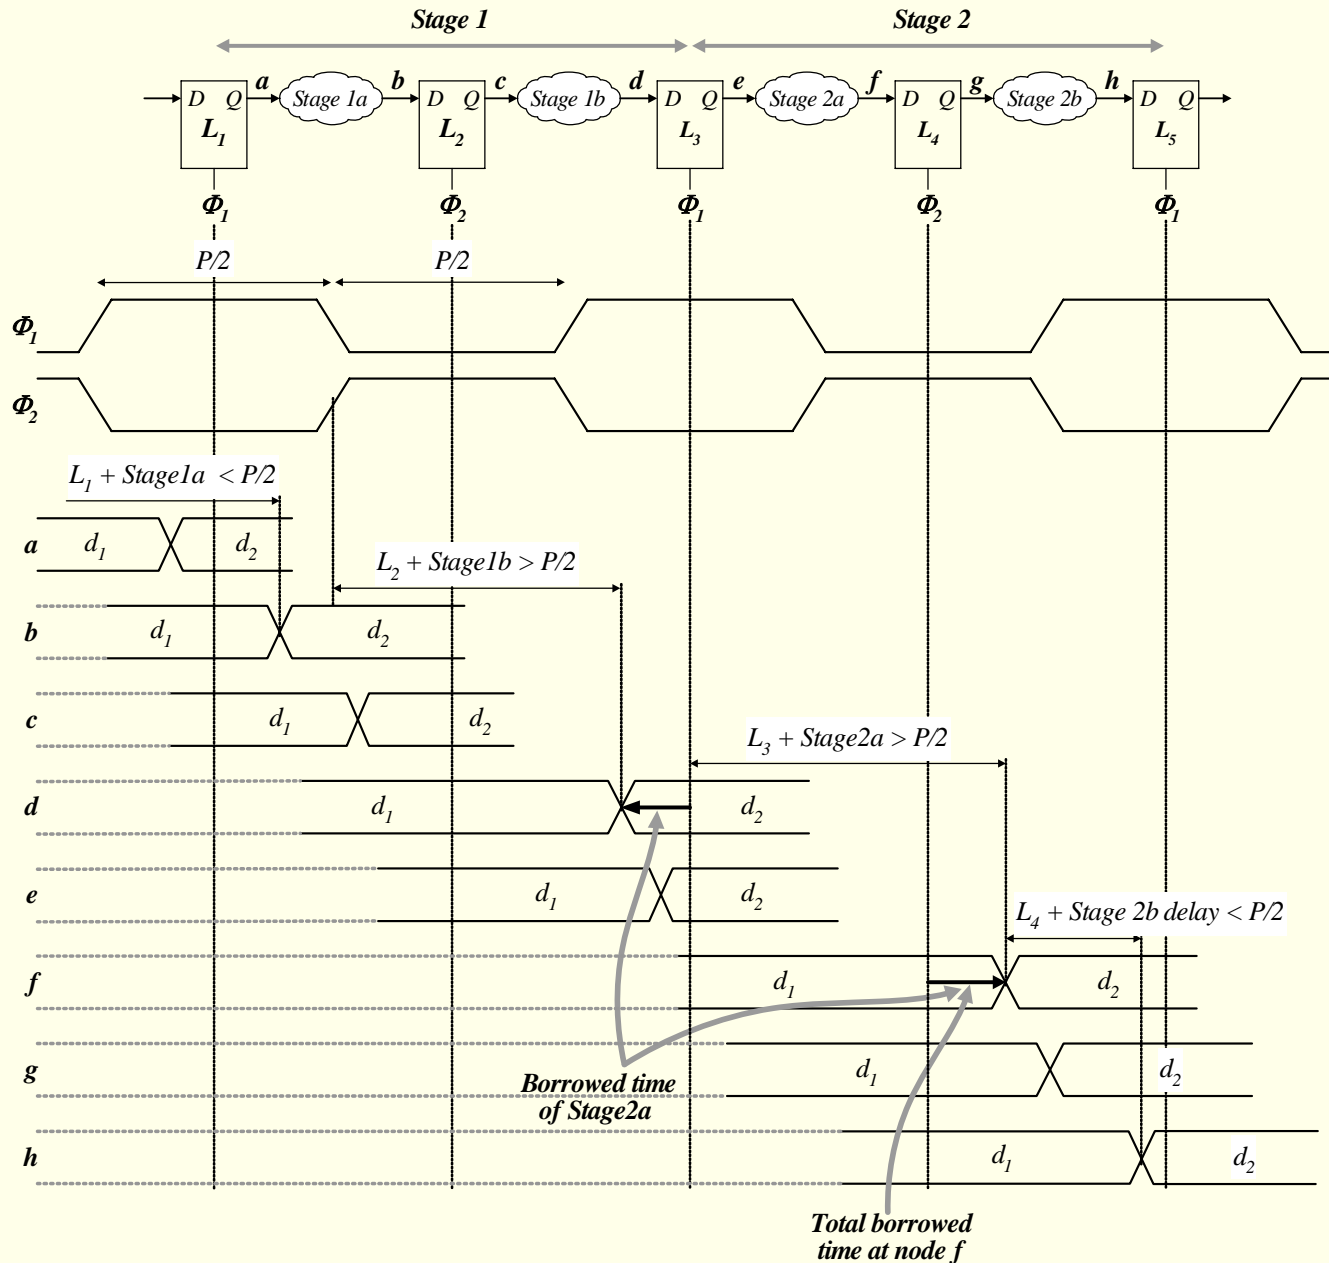 Stage 1 Stage 2
a b c d e f g h
D Q Stage 1a D Q Stage 1b D Q Stage 2a D Q Stage 2b D Q
L1 L2 L3 L4 L5
Φ1 Φ2 Φ1 Φ2 Φ1
P/2 P/2
Φ1
Φ2
L1 + Stage1a < P/2
a d1 d2
L2 + Stage1b > P/2
b d1 d2
c d1 d2
L3 + Stage2a > P/2
d d1 d2
e d1 d2
L4 + Stage 2b delay < P/2
f d1 d2
g d1 d2
Borrowed time
of Stage2a
h d1 d2
Total borrowed
time at node f